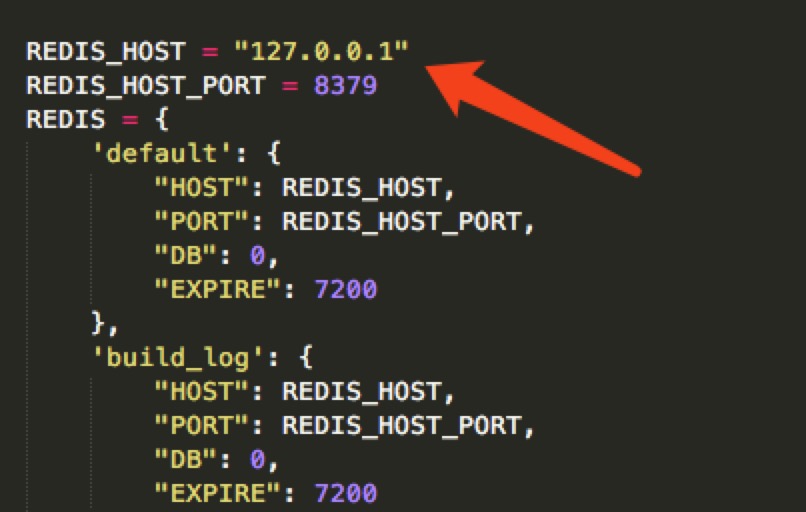 REDIS_HOST = "127.0.0.1"
REDIS_HOST_PORT = 8379
REDIS = {
'default': {
"HOST": REDIS_HOST,
"PORT": REDIS_HOST_PORT,
"DB": 0,
"EXPIRE": 7200
},
'build_log': {
"HOST": REDIS_HOST,
"PORT": REDIS_HOST_PORT,
"DB": 0,
"EXPIRE": 7200